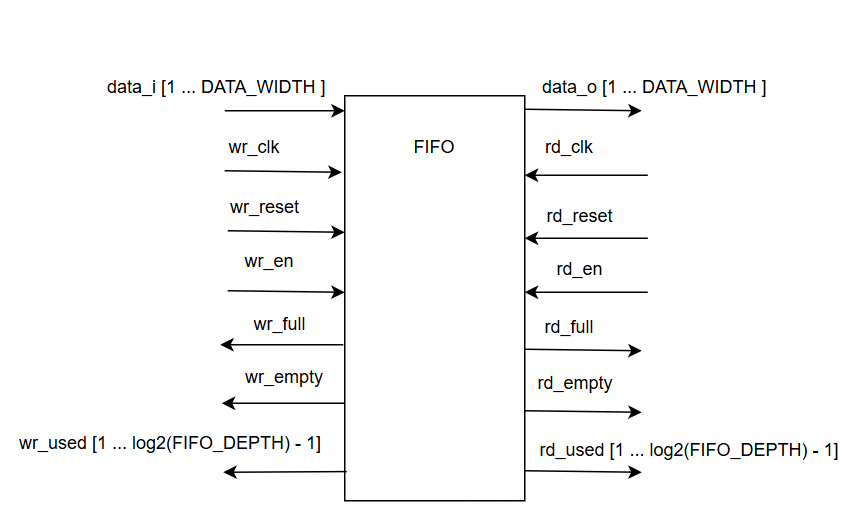 data_i [1 ... DATA_WIDTH ]
data_o [1 ... DATA_WIDTH ]
wr_clk
FIFO
rd_clk
wr_reset
rd_reset
wr_en
rd_en
wr_full
rd_full
wr_empty
rd_empty
wr_used [1 ... log2(FIFO_DEPTH) - 1]
rd_used [1 ... log2(FIFO_DEPTH) - 1]